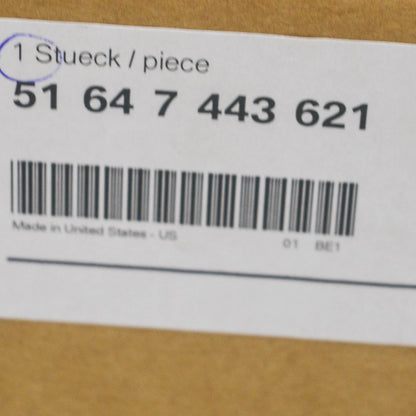 1 Stueck / piece
51 64 7 443 621
Made in United States - US
01 BE1